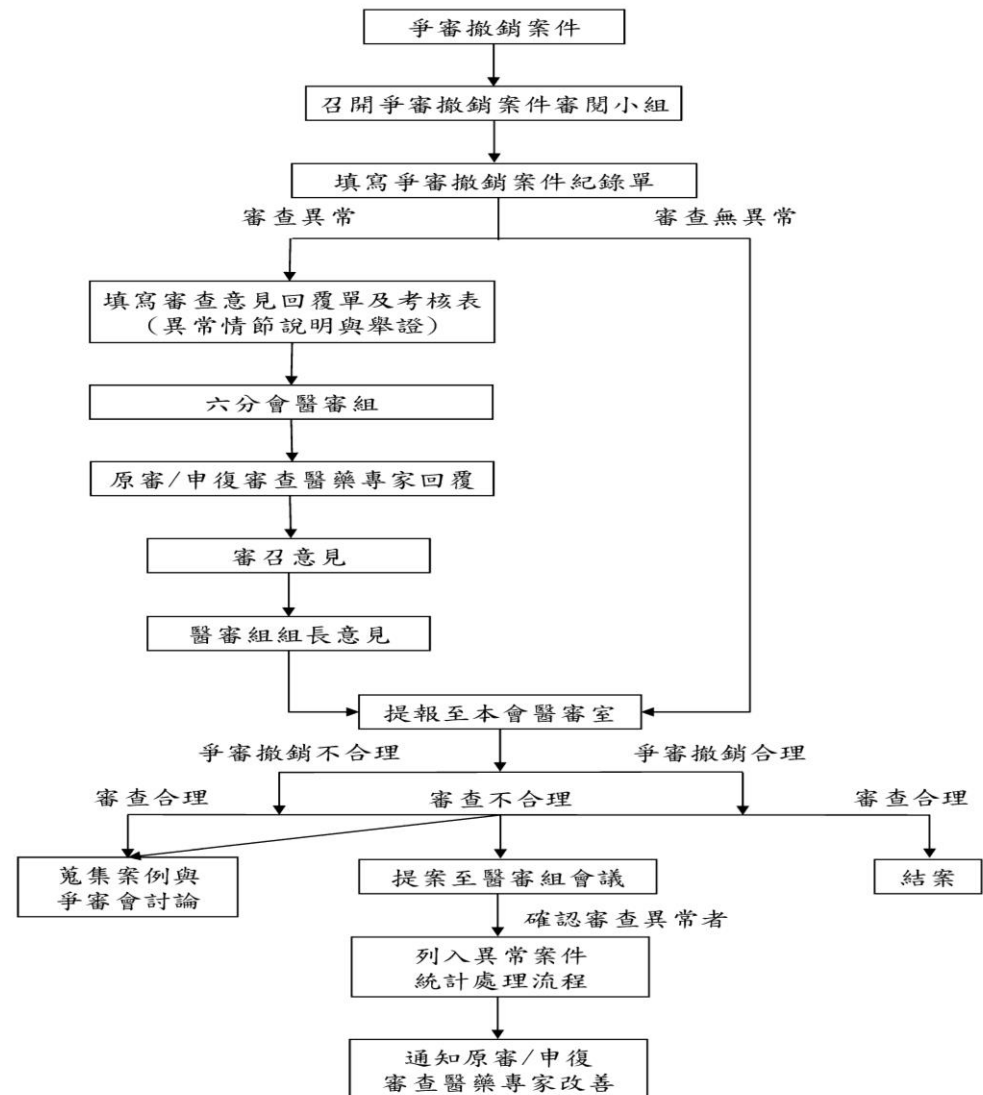 爭審撤銷案件
召開爭審撤銷案件審閱小組
填寫爭審撤銷案件紀錄單
審查異常
審查無異常
填寫審查意見回覆單及考核表
（異常情節說明與舉證）
六分會醫審組
原審/申復審查醫藥專家回覆
審召意見
醫審組組長意見
提報至本會醫審室
爭審撤銷不合理
爭審撤銷合理
審查合理
審查不合理
審查合理
蒐集案例與
爭審會討論
提案至醫審組會議
結案
確認審查異常者
列入異常案件
統計處理流程
通知原審/申復
審查醫藥專家改善